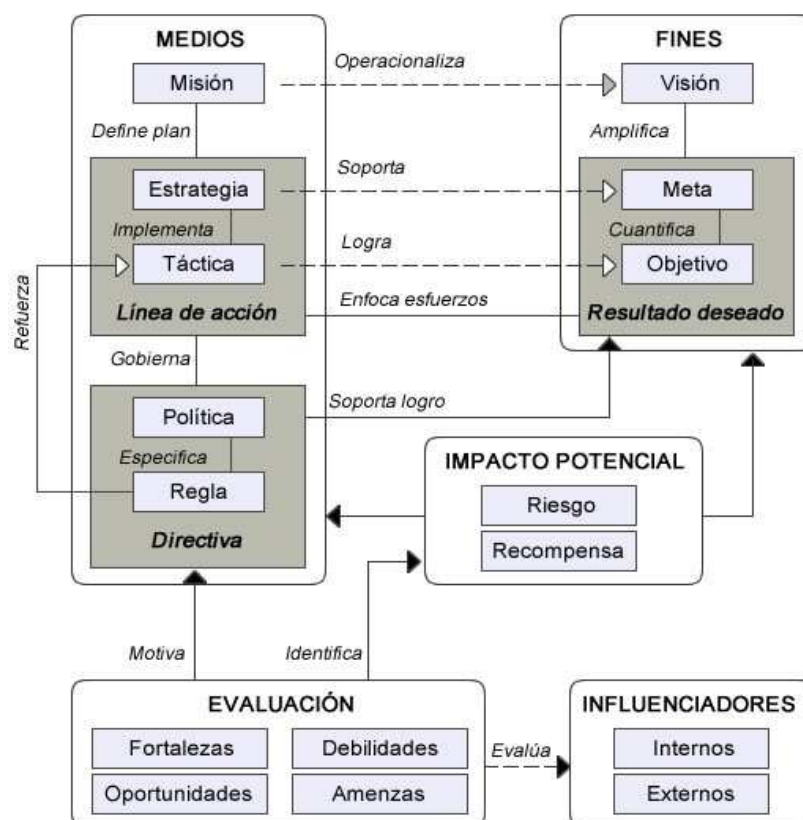 MEDIOS
FINES
Operacionaliza
Misión
Visión
Define plan
Amplifica
Estrategia
Soporta
Meta
Implementa
Cuantifica
Táctica
Logra
Objetivo
Refuerza
Línea de acción
Enfoca esfuerzos
Resultado deseado
Gobierna
Política
Soporta logro
Especifica
Regla
Directiva
IMPACTO POTENCIAL
Riesgo
Recompensa
Motiva
Identifica
EVALUACIÓN
Fortalezas
Debilidades
Oportunidades
Amenzas
Evalúa
INFLUENCIADORES
Internos
Externos